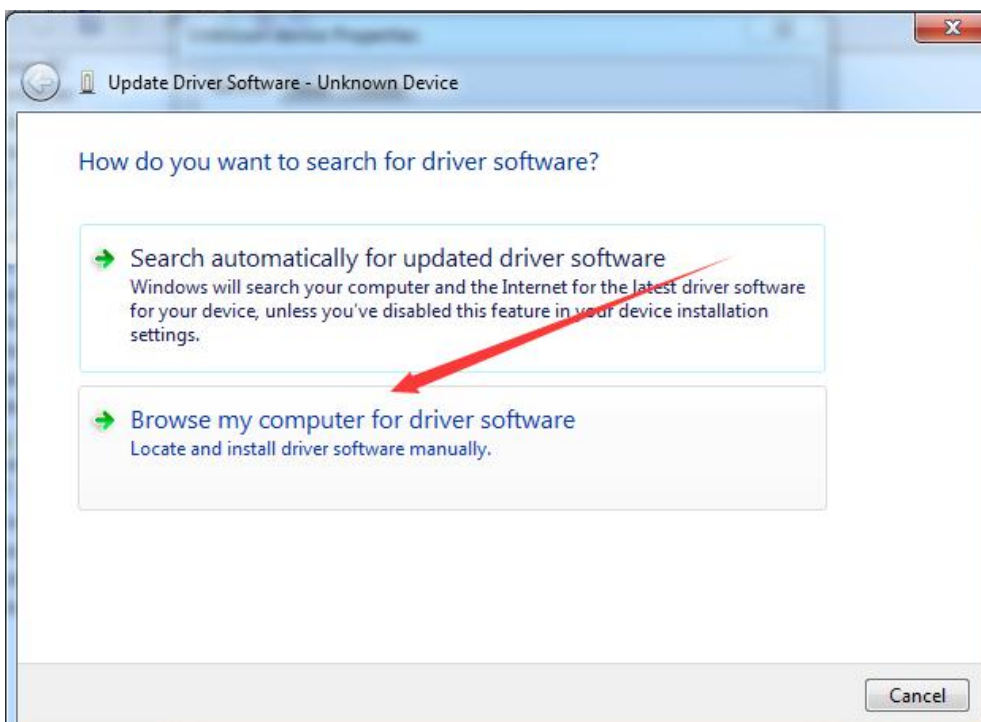 Update Driver Software - Unknown Device
How do you want to search for driver software?
Search automatically for updated driver software
Windows will search your computer and the Internet for the latest driver software
for your device, unless you've disabled this feature in your device installation
settings.
Browse my computer for driver software
Locate and install driver software manually.
Cancel